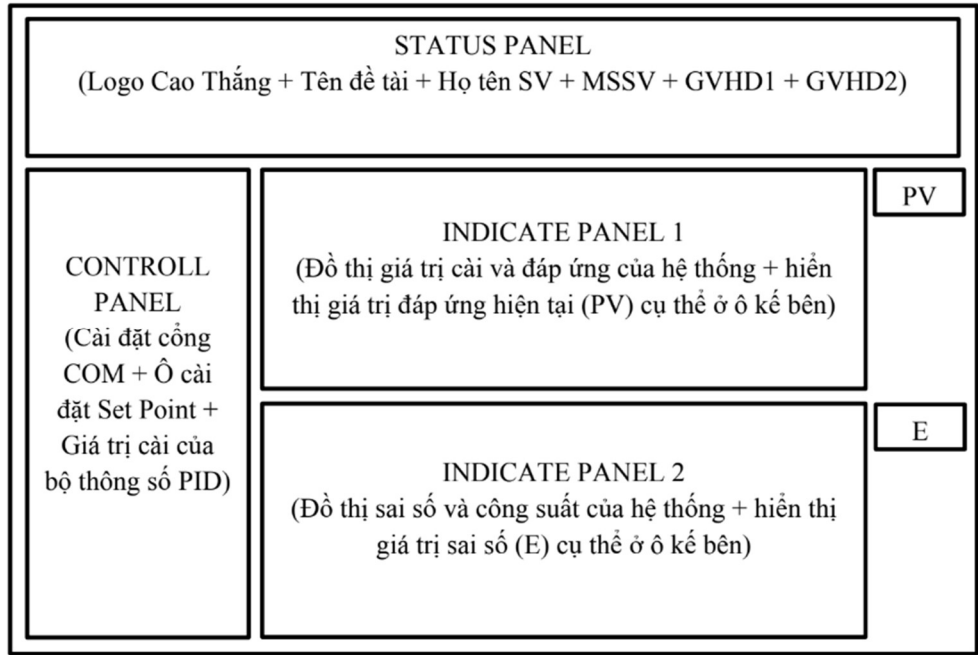 STATUS PANEL
(Logo Cao Thắng + Tên đề tài + Họ tên SV + MSSV + GVHD1 + GVHD2)
CONTROLL
PANEL
(Cài đặt cổng
COM + Ô cài
đặt Set Point +
Giá trị cài của
bộ thông số PID)
INDICATE PANEL 1
(Đồ thị giá trị cài và đáp ứng của hệ thống + hiển
thị giá trị đáp ứng hiện tại (PV) cụ thể ở ô kế bên)
PV
INDICATE PANEL 2
(Đồ thị sai số và công suất của hệ thống + hiển thị
giá trị sai số (E) cụ thể ở ô kế bên)
E